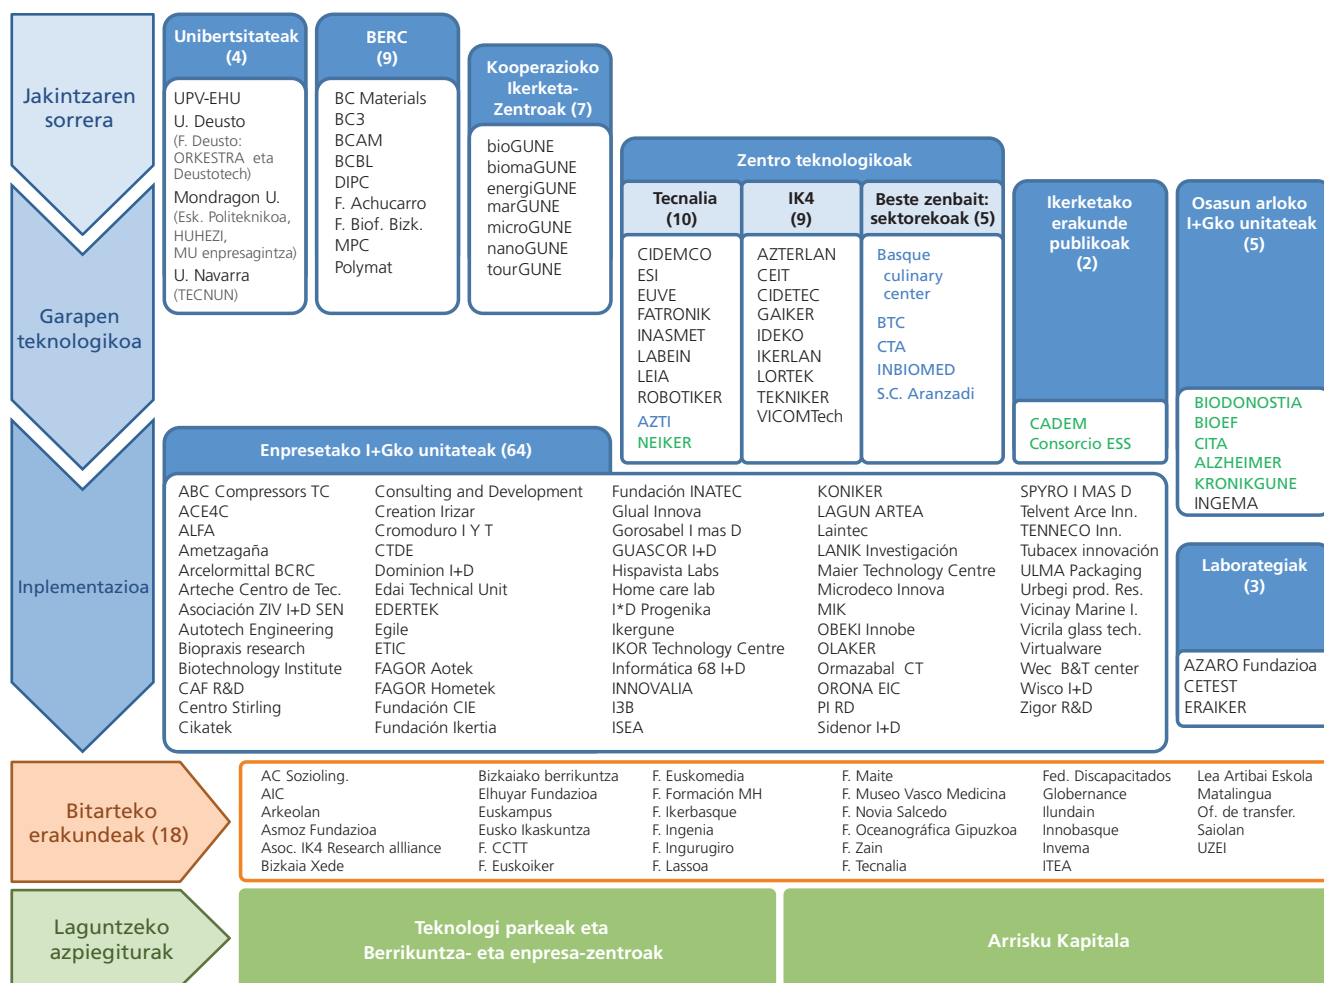 Jakintzaren
sorrera
Garapen
teknologikoa
Inplementazioa
Unibertsitateak
(4)
UPV-EHU
U. Deusto
(F. Deusto:
ORKESTRA eta
Deustotech)
Mondragon U.
(Esk. Politeknikoa,
HUHEZI,
MU enpresagintza)
U. Navarra
(TECNUN)
BERC
(9)
BC Materials
BC3
BCAM
BCBL
DIPC
F. Achucarro
F. Biof. Bizk.
MPC
Polymat
Kooperazioko
Ikerketa-
Zentroak (7)
bioGUNE
biomaGUNE
energiGUNE
marGUNE
microGUNE
nanoGUNE
tourGUNE
Zentro teknologikoak
Tecnalia
(10)
CIDEMCO
ESI
EUVE
FATRONIK
INASMET
LABEIN
LEIA
ROBOTIKER
AZTI
NEIKER
IK4
(9)
AZTERLAN
CEIT
CIDETEC
GAIKER
IDEKO
IKERLAN
LORTEK
TEKNIKER
VICOMTech
Beste zenbait:
sektorekoak (5)
Basque
culinary
center
BTC
CTA
INBIOMED
S.C. Aranzadi
Ikerketako
erakunde
publikoak
(2)
CADEM
Consorcio ESS
Osasun arloko
I+Gko unitateak
(5)
BIODONOSTIA
BIOEF
CITA
ALZHEIMER
KRONIKGUNE
INGEMA
Enpresetako I+Gko unitateak (64)
ABC Compressors TC
ACE4C
ALFA
Ametzagaña
Arcelormittal BCRC
Arteche Centro de Tec.
Asociación ZIV I+D SEN
Autotech Engineering
Biopraxis research
Biotechnology Institute
CAF R&D
Centro Stirling
Cikatek
Consulting and Development
Creation Irizar
Cromoduro I Y T
CTDE
Dominion I+D
Edai Technical Unit
EDERTEK
Egile
ETIC
FAGOR Aotek
FAGOR Hometek
Fundación CIE
Fundación Ikertia
Fundación INATEC
Glual Innova
Gorosabel I mas D
GUASCOR I+D
Hispavista Labs
Home care lab
I*D Progenika
Ikergune
IKOR Technology Centre
Informática 68 I+D
INNOVALIA
I3B
ISEA
KONIKER
LAGUN ARTEA
Laintec
LANIK Investigación
Maier Technology Centre
Microdeco Innova
MIK
OBEKI Innobe
OLAKER
Ormazabal CT
ORONA EIC
PI RD
Sidenor I+D
SPYRO I MAS D
Telvent Arce Inn.
TENNECO Inn.
Tubacex innovación
ULMA Packaging
Urbegi prod. Res.
Vicinay Marine I.
Vicrila glass tech.
Virtualware
Wec B&T center
Wisco I+D
Zigor R&D
Laborategiak
(3)
AZARO Fundazioa
CETEST
ERAIKER
Bitarteko
erakundeak (18)
AC Sozioling.
AIC
Arkeolan
Asmoz Fundazioa
Asoc. IK4 Research allliance
Bizkaia Xede
Bizkaiako berrikuntza
Elhuyar Fundazioa
Euskampus
Eusko Ikaskuntza
F. CCTT
F. Euskoiker
F. Euskomedia
F. Formación MH
F. Ikerbasque
F. Ingenia
F. Ingurugiro
F. Lassoa
F. Maite
F. Museo Vasco Medicina
F. Novia Salcedo
F. Oceanográfica Gipuzkoa
F. Zain
F. Tecnalia
Fed. Discapacitados
Globernance
Ilundain
Innobasque
Invema
ITEA
Lea Artibai Eskola
Matalingua
Of. de transfer.
Saiolan
UZEI
Laguntzeko
azpiegiturak
Teknologi parkeak eta
Berrikuntza- eta enpresa-zentroak
Arrisku Kapitala